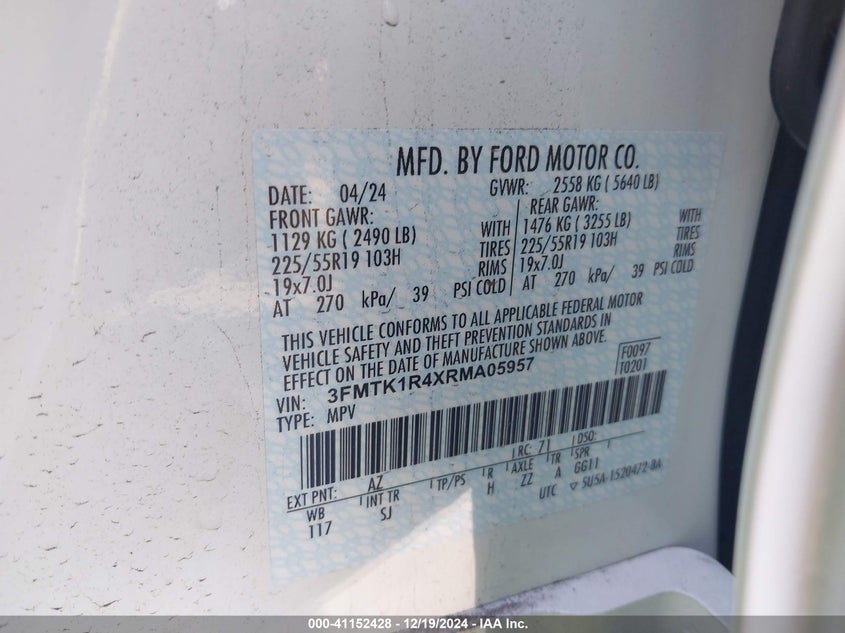 MFD. BY FORD MOTOR CO.
DATE: 04/24 GVWR: 2558 KG ( 5640 LB)
FRONT GAWR: REAR GAWR:
1129 KG ( 2490 LB) WITH 1476 KG ( 3255 LB) WITH
225/55R19 103H TIRES 225/55R19 103H TIRES
19x7.0J RIMS 19x7.0J RIMS
AT 270 kPa/ 39 PSI COLD AT 270 kPa/ 39 PSI COLD
THIS VEHICLE CONFORMS TO ALL APPLICABLE FEDERAL MOTOR
VEHICLE SAFETY AND THEFT PREVENTION STANDARDS IN
EFFECT ON THE DATE OF MANUFACTURE SHOWN ABOVE.
F0097
T0201
VIN: 3FMTK1R4XRMA05957
TYPE: MPV
EXT PNT: AZ RC: 71 DSO:
WB INT TR TP/PS R AXLE TR SPR
117 SJ H ZZ A GG11
UTC ▽ 5U5A-1520472-BA
000-41152428 - 12/19/2024 - IAA Inc.